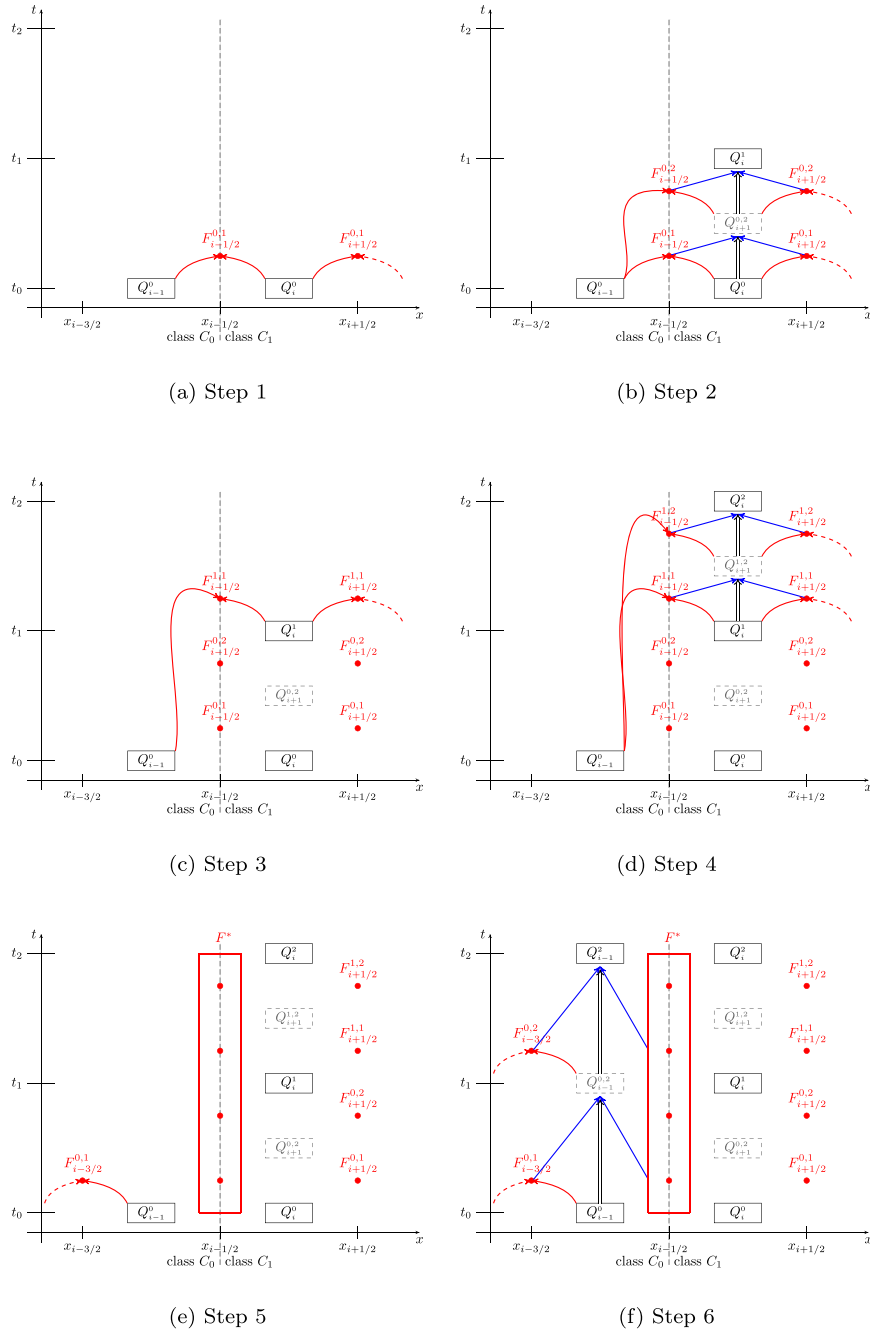 t
t₂
t₁
F^{0,1}_{i−1/2} F^{0,1}_{i+1/2}
t₀ Q^0_{i−1} Q^0_i
x
x_{i−3/2} x_{i−1/2} x_{i+1/2}
class C₀ class C₁
(a) Step 1
t
t₂
t₁ Q^1_i
F^{0,2}_{i−1/2} F^{0,2}_{i+1/2}
Q^{0,2}_{i+1}
F^{0,1}_{i−1/2} F^{0,1}_{i+1/2}
t₀ Q^0_{i−1} Q^0_i
x
x_{i−3/2} x_{i−1/2} x_{i+1/2}
class C₀ class C₁
(b) Step 2
t
t₂
F^{1,1}_{i−1/2} F^{1,1}_{i+1/2}
t₁ Q^1_i
F^{0,2}_{i−1/2} F^{0,2}_{i+1/2}
Q^{0,2}_{i+1}
F^{0,1}_{i−1/2} F^{0,1}_{i+1/2}
t₀ Q^0_{i−1} Q^0_i
x
x_{i−3/2} x_{i−1/2} x_{i+1/2}
class C₀ class C₁
(c) Step 3
t
t₂ Q^2_i
F^{1,2}_{i−1/2} F^{1,2}_{i+1/2}
Q^{1,2}_{i+1}
F^{1,1}_{i−1/2} F^{1,1}_{i+1/2}
t₁ Q^1_i
F^{0,2}_{i−1/2} F^{0,2}_{i+1/2}
Q^{0,2}_{i+1}
F^{0,1}_{i−1/2} F^{0,1}_{i+1/2}
t₀ Q^0_{i−1} Q^0_i
x
x_{i−3/2} x_{i−1/2} x_{i+1/2}
class C₀ class C₁
(d) Step 4
t F*
t₂ Q^2_i
F^{1,2}_{i+1/2}
Q^{1,2}_{i+1}
F^{1,1}_{i+1/2}
t₁ Q^1_i
F^{0,2}_{i+1/2}
Q^{0,2}_{i+1}
F^{0,1}_{i−3/2} F^{0,1}_{i+1/2}
t₀ Q^0_{i−1} Q^0_i
x
x_{i−3/2} x_{i−1/2} x_{i+1/2}
class C₀ class C₁
(e) Step 5
t F*
t₂ Q^2_{i−1} Q^2_i
F^{1,2}_{i+1/2}
Q^{1,2}_{i+1}
F^{0,2}_{i−3/2} F^{1,1}_{i+1/2}
t₁ Q^{0,2}_{i−1} Q^1_i
F^{0,2}_{i+1/2}
Q^{0,2}_{i+1}
F^{0,1}_{i−3/2} F^{0,1}_{i+1/2}
t₀ Q^0_{i−1} Q^0_i
x
x_{i−3/2} x_{i−1/2} x_{i+1/2}
class C₀ class C₁
(f) Step 6